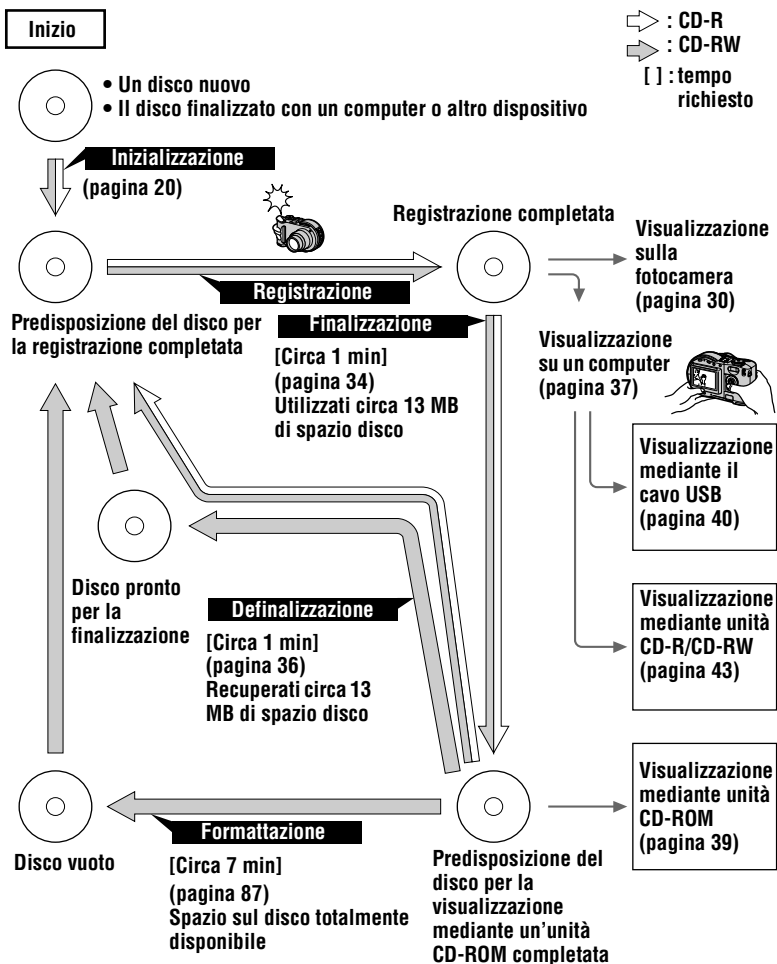 Inizio
: CD-R
: CD-RW
[ ] : tempo
richiesto
• Un disco nuovo
• Il disco finalizzato con un computer o altro dispositivo
Inizializzazione
(pagina 20)
Registrazione completata
Visualizzazione
sulla
fotocamera
(pagina 30)
Registrazione
Predisposizione del disco per
la registrazione completata
Finalizzazione
[Circa 1 min]
(pagina 34)
Utilizzati circa 13 MB
di spazio disco
Visualizzazione
su un computer
(pagina 37)
Visualizzazione
mediante il
cavo USB
(pagina 40)
Disco pronto
per la
finalizzazione
Definalizzazione
[Circa 1 min]
(pagina 36)
Recuperati circa 13
MB di spazio disco
Visualizzazione
mediante unità
CD-R/CD-RW
(pagina 43)
Visualizzazione
mediante unità
CD-ROM
(pagina 39)
Formattazione
Disco vuoto
[Circa 7 min]
(pagina 87)
Spazio sul disco totalmente
disponibile
Predisposizione del
disco per la
visualizzazione
mediante un'unità
CD-ROM completata